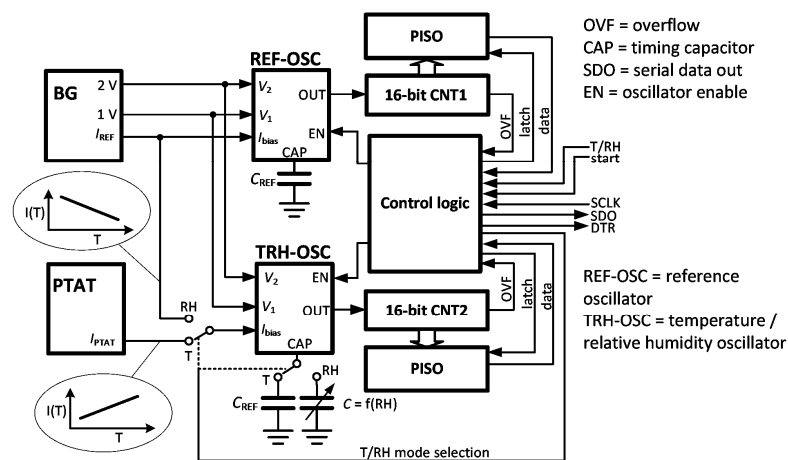 OVF = overflow
CAP = timing capacitor
SDO = serial data out
EN = oscillator enable
PISO
REF-OSC
BG
2 V
1 V
IREF
V2
V1
Ibias
OUT
EN
CAP
CREF
16-bit CNT1
OVF
latch
data
Control logic
T/RH
start
SCLK
SDO
DTR
I(T)
T
TRH-OSC
PTAT
IPTAT
RH
T
V2
V1
Ibias
EN
OUT
CAP
16-bit CNT2
OVF
latch
data
PISO
REF-OSC = reference
oscillator
TRH-OSC = temperature /
relative humidity oscillator
T
RH
CREF
C = f(RH)
I(T)
T
T/RH mode selection